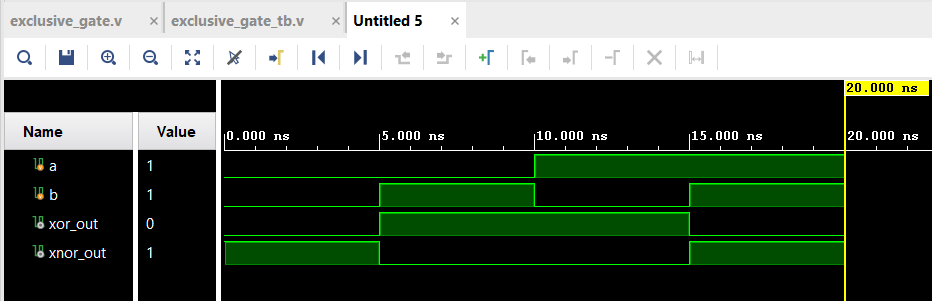 exclusive_gate.v × exclusive_gate_tb.v × Untitled 5 ×
20.000 ns
Name Value 0.000 ns 5.000 ns 10.000 ns 15.000 ns 20.000 ns
a 1
b 1
xor_out 0
xnor_out 1